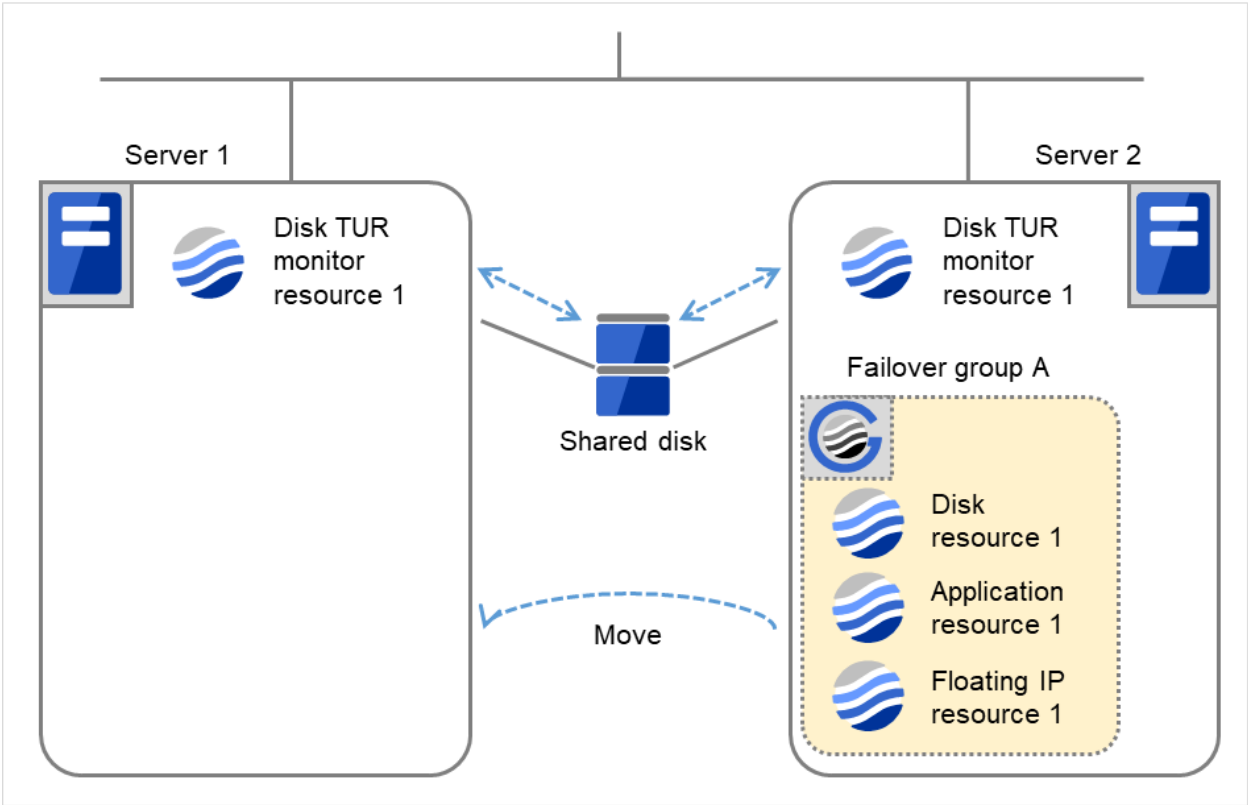 Server 1
Server 2
Disk TUR
monitor
resource 1
Disk TUR
monitor
resource 1
Shared disk
Failover group A
Disk
resource 1
Application
resource 1
Floating IP
resource 1
Move